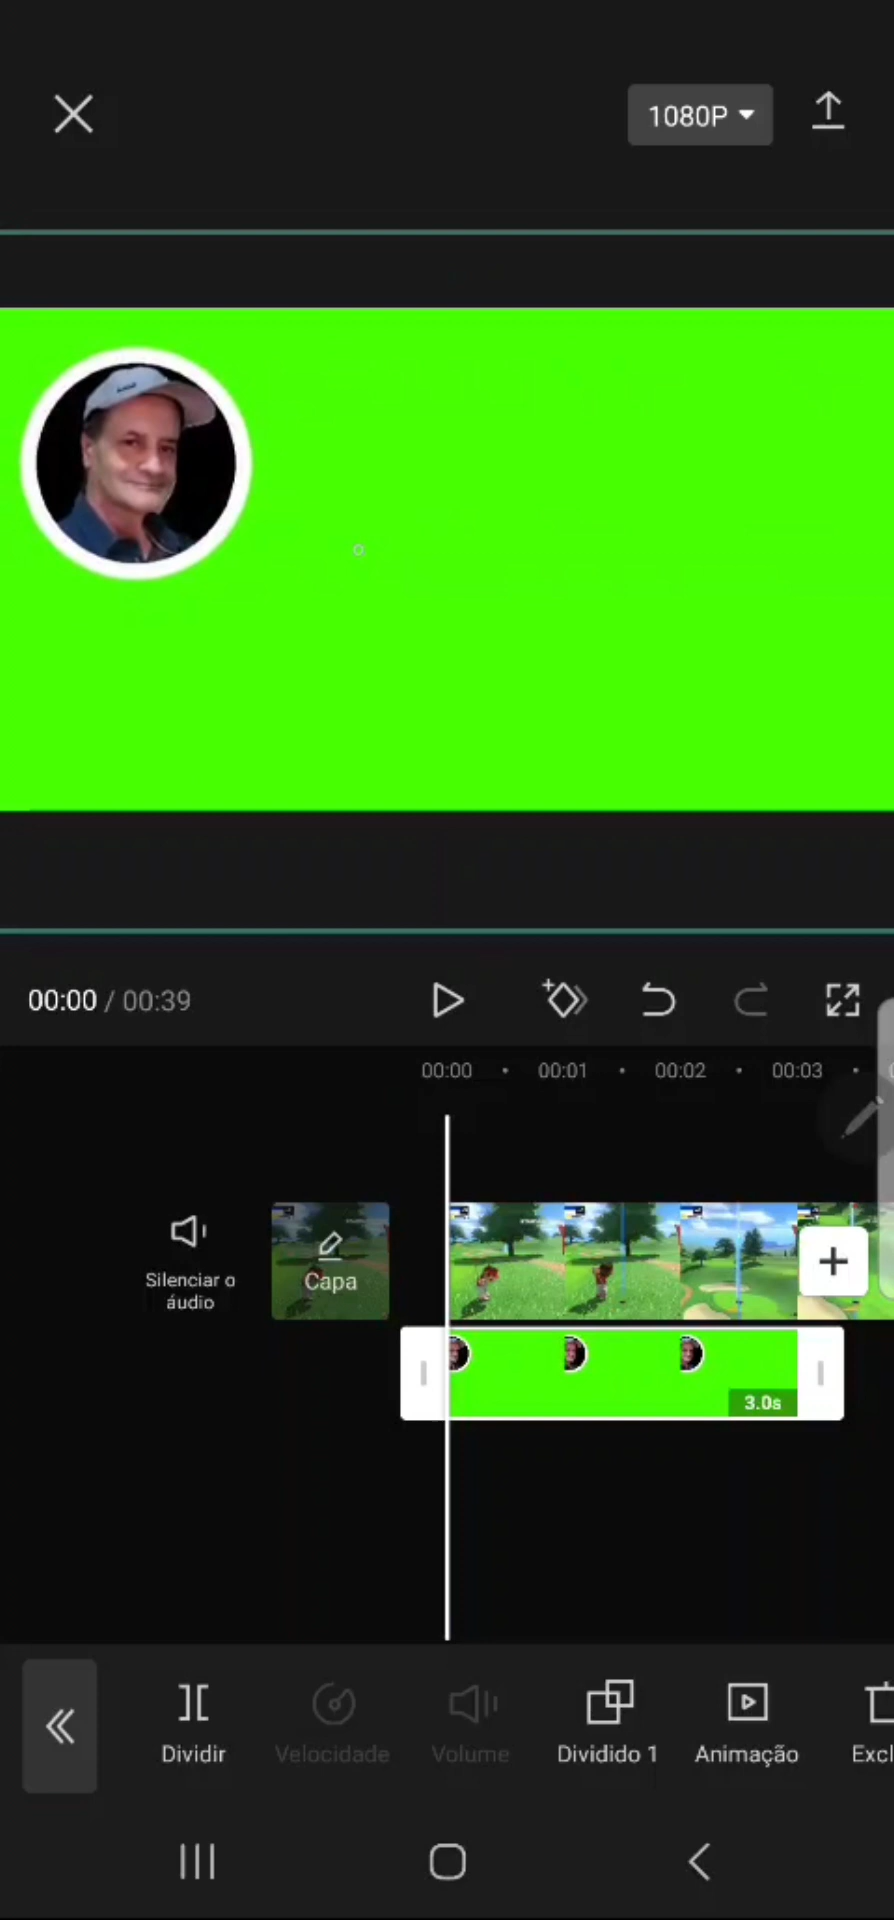 1080P
00:00 / 00:39
00:00 • 00:01 • 00:02 • 00:03 •
Silenciar o
áudio
Capa
3.0s
Dividir
Velocidade
Volume
Dividido 1
Animação
Excl